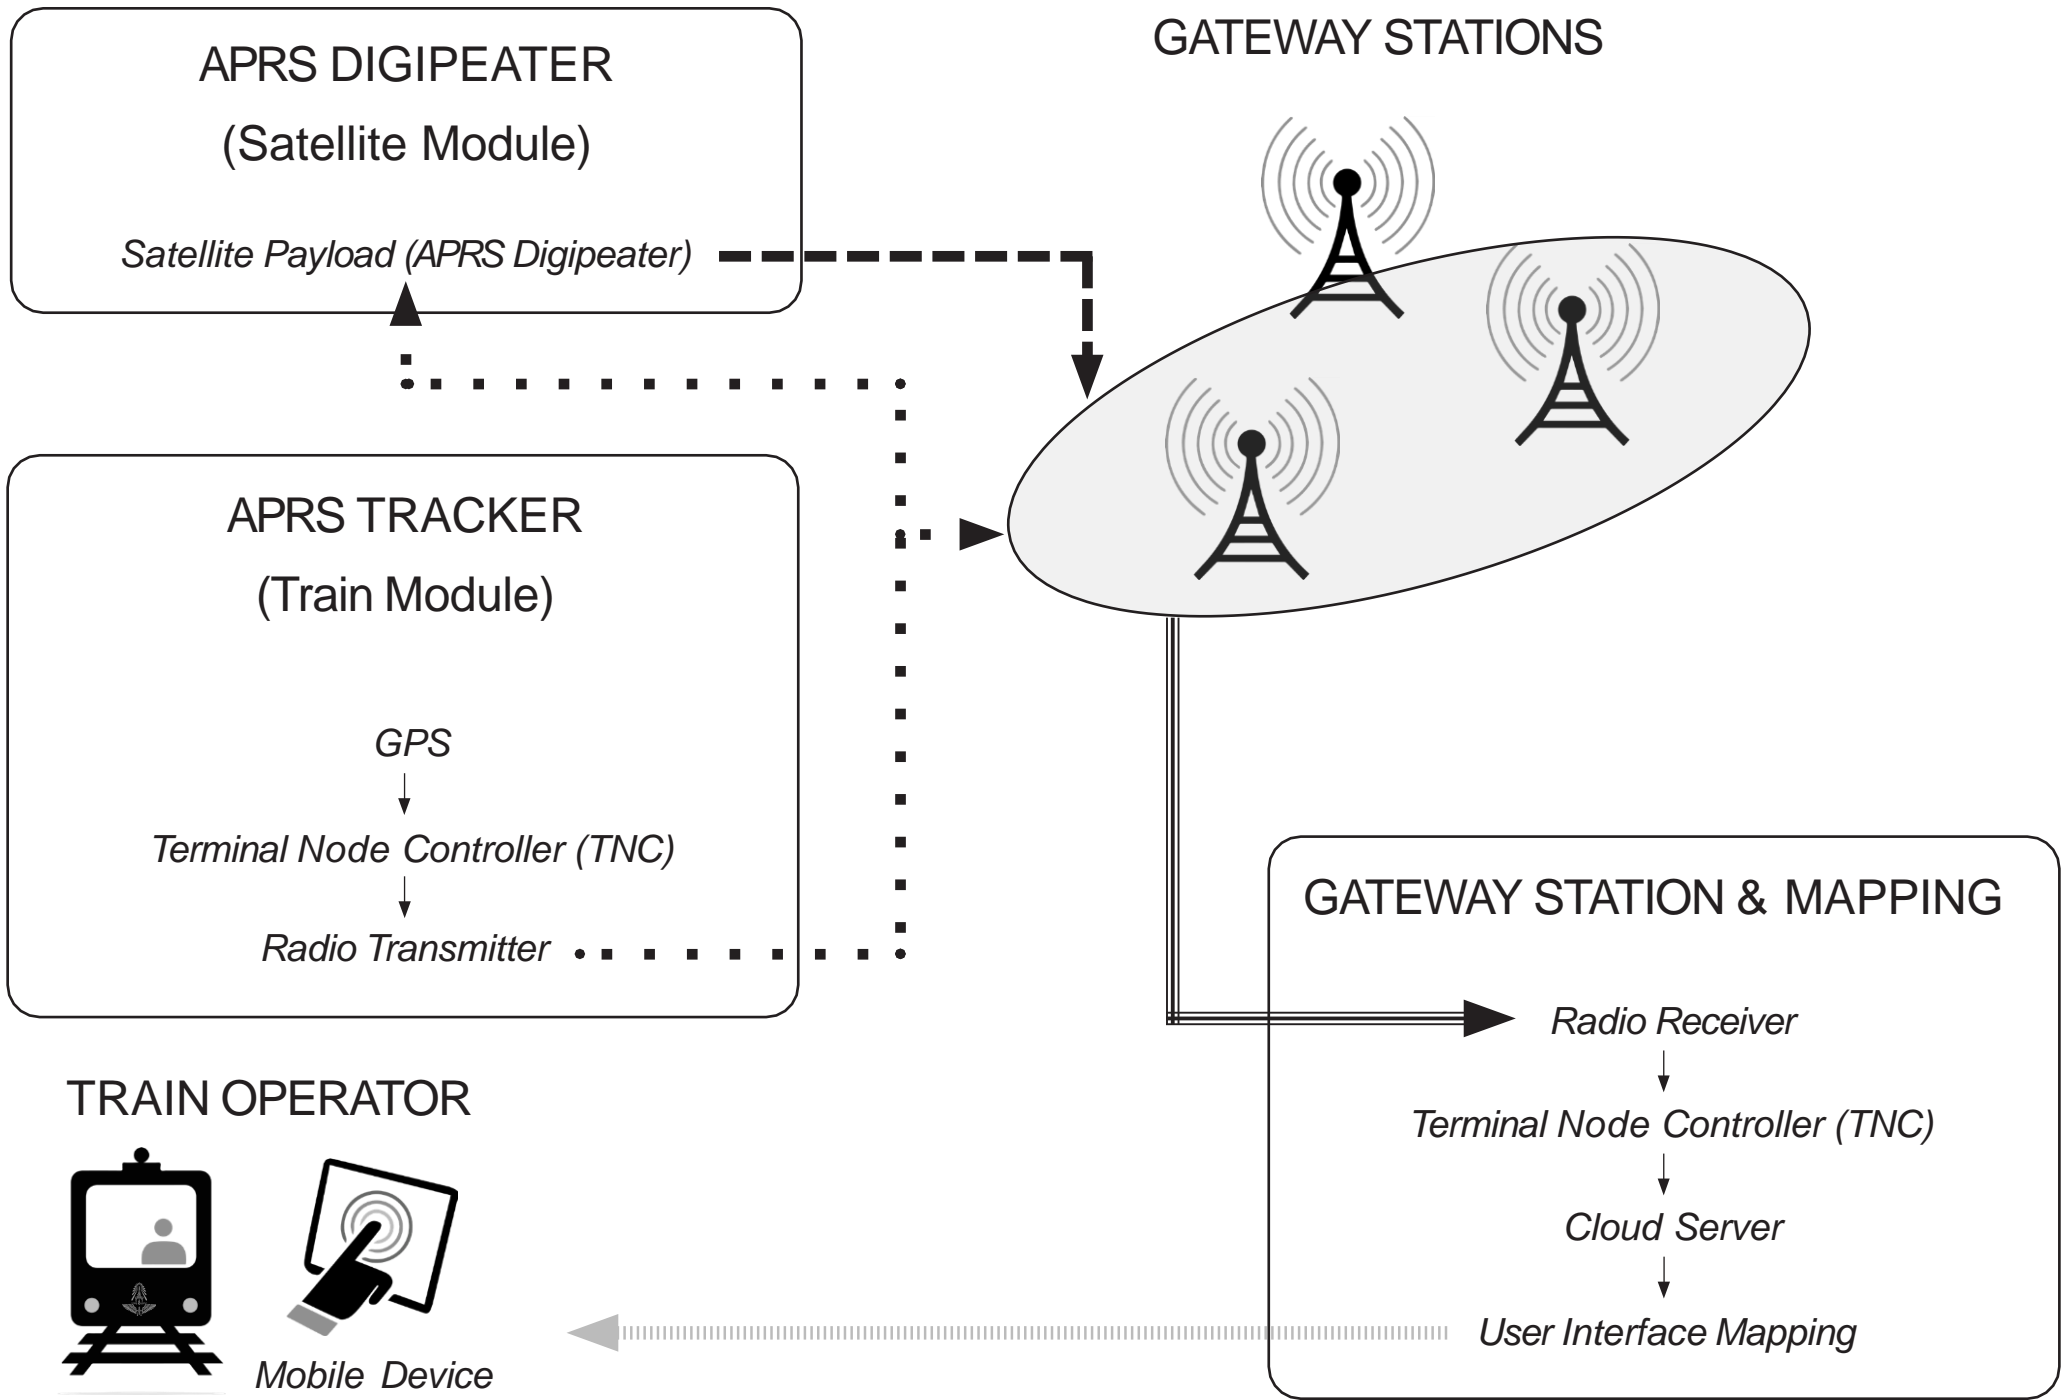 APRS DIGIPEATER
(Satellite Module)
Satellite Payload (APRS Digipeater)
GATEWAY STATIONS
APRS TRACKER
(Train Module)
GPS
Terminal Node Controller (TNC)
Radio Transmitter
GATEWAY STATION & MAPPING
Radio Receiver
Terminal Node Controller (TNC)
Cloud Server
User Interface Mapping
TRAIN OPERATOR
Mobile Device